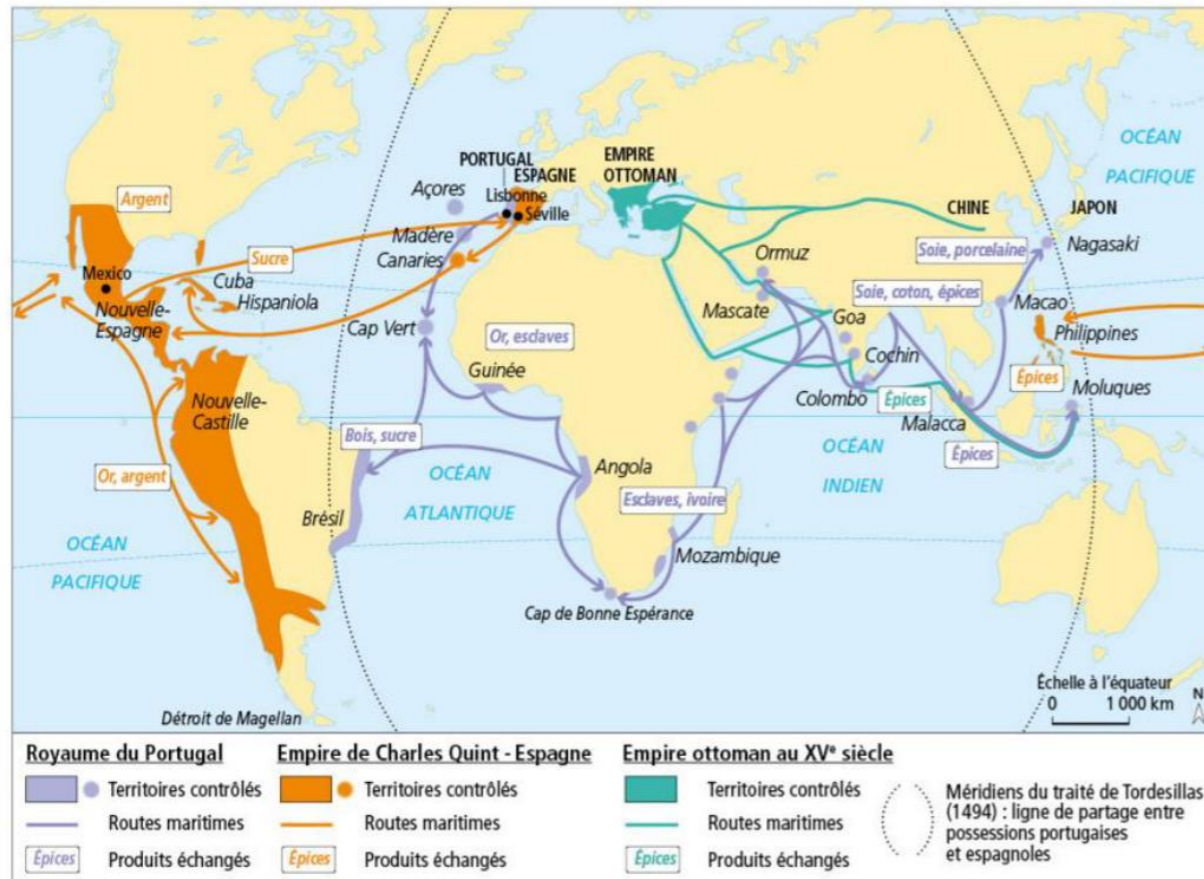 OCÉAN
PACIFIQUE
PORTUGAL
ESPAGNE
EMPIRE
OTTOMAN
Açores
Lisbonne
Séville
CHINE
JAPON
Argent
Madère
Ormuz
Soie, porcelaine
Nagasaki
Sucre
Canaries
Mexico
Cuba
Hispaniola
Nouvelle-
Espagne
Mascate
Soie, coton, épices
Goa
Macao
Philippines
Cap Vert
Or, esclaves
Cochin
Guinée
Épices
Moluques
Nouvelle-
Castille
Colombo
Épices
Malacca
Bois, sucre
Épices
Or, argent
OCÉAN
ATLANTIQUE
Angola
OCÉAN
INDIEN
Esclaves, ivoire
Brésil
OCÉAN
PACIFIQUE
Mozambique
Cap de Bonne Espérance
Échelle à l'équateur
0 1 000 km
N
Détroit de Magellan
Royaume du Portugal
Territoires contrôlés
Routes maritimes
Épices Produits échangés
Empire de Charles Quint - Espagne
Territoires contrôlés
Routes maritimes
Épices Produits échangés
Empire ottoman au XVe siècle
Territoires contrôlés
Routes maritimes
Épices Produits échangés
Méridiens du traité de Tordesillas
(1494) : ligne de partage entre
possessions portugaises
et espagnoles